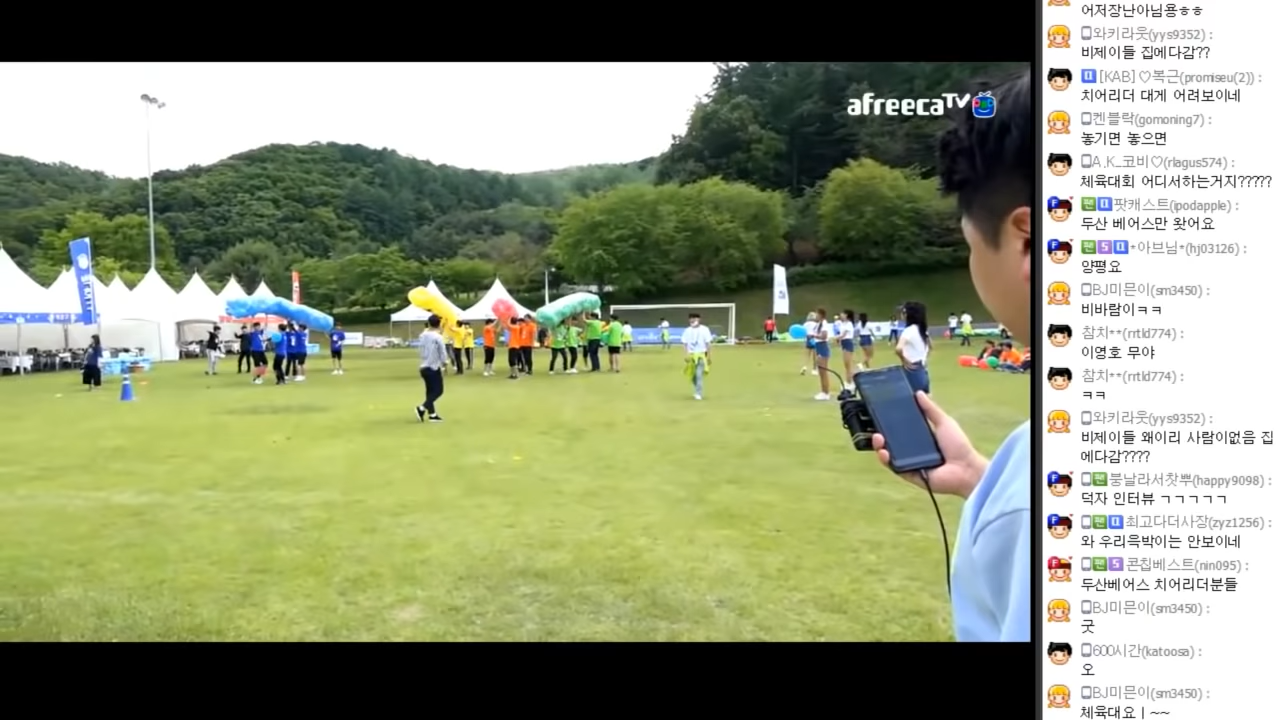 afreecaTV
어저장난아님용ㅎㅎ
와키라웃(yys9352) :
비제이들 집에다감??
[KAB]♡복근(promiseu(2)) :
치어리더 대게 어려보이네
켄블락(gomoning7) :
놓기면 놓으면
A,K_코비♡(rlagus574) :
체육대회 어디서하는거지?????
팬 팟캐스트(ipodapple) :
두산 베어스만 왓어요
팬 S *아브님*(hj03126) :
양평요
BJ미믄이(sm3450) :
비바람이ㅋㅋ
참치**(rrtld774) :
이영호 무야
참치**(rrtld774) :
ㅋㅋ
와키라웃(yys9352) :
비제이들 왜이리 사람이없음 집
에다감????
팬 붕날라서찻뿌(happy9098) :
덕자 인터뷰 ㄱㄱㄱㄱㄱ
팬 최고다더사장(zyz1256) :
와 우리윽박이는 안보이네
팬 S 콘칩베스트(nin095) :
두산베어스 치어리더분들
BJ미믄이(sm3450) :
굿
600시간(katoosa) :
오
BJ미믄이(sm3450) :
체육대요ㅣ~~